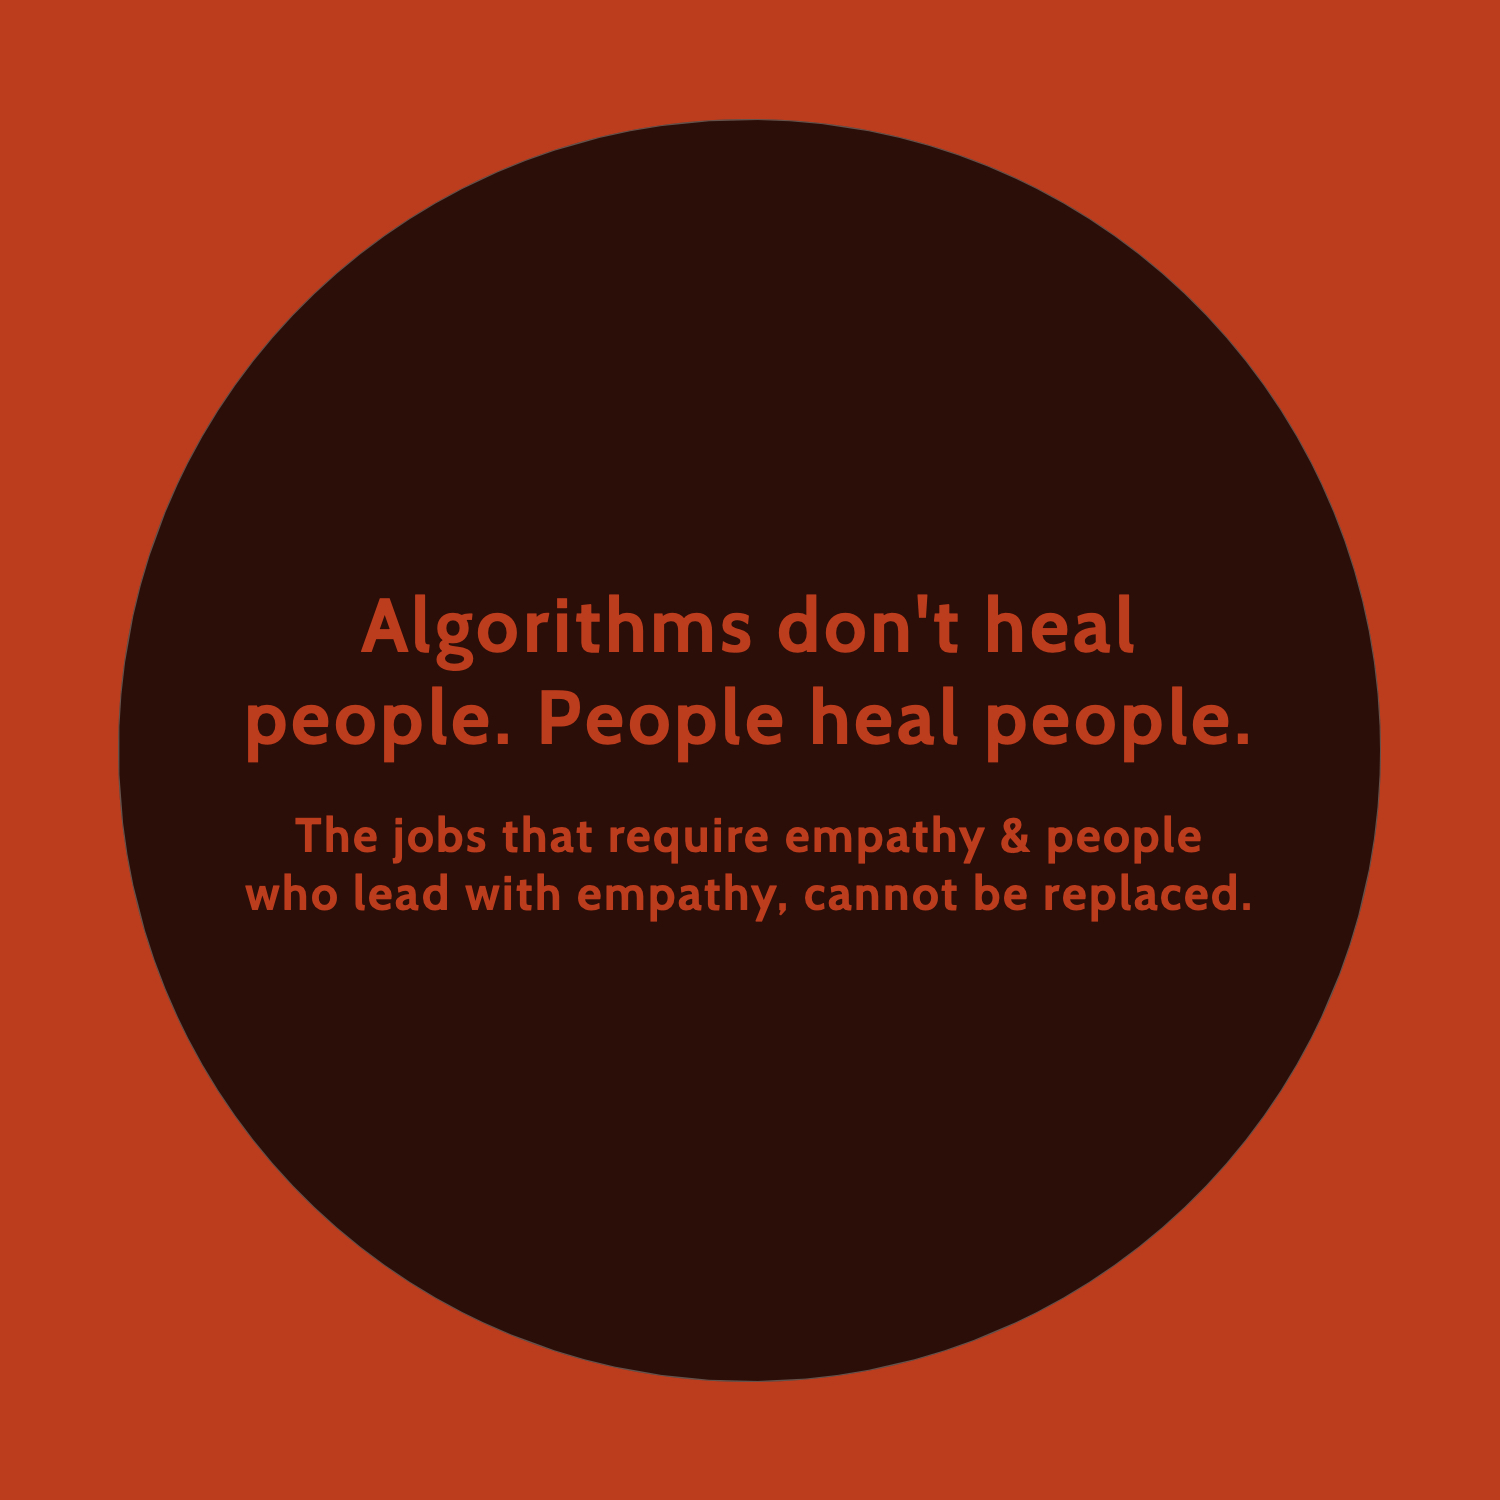 Algorithms don't heal
people. People heal people.
The jobs that require empathy & people
who lead with empathy, cannot be replaced.